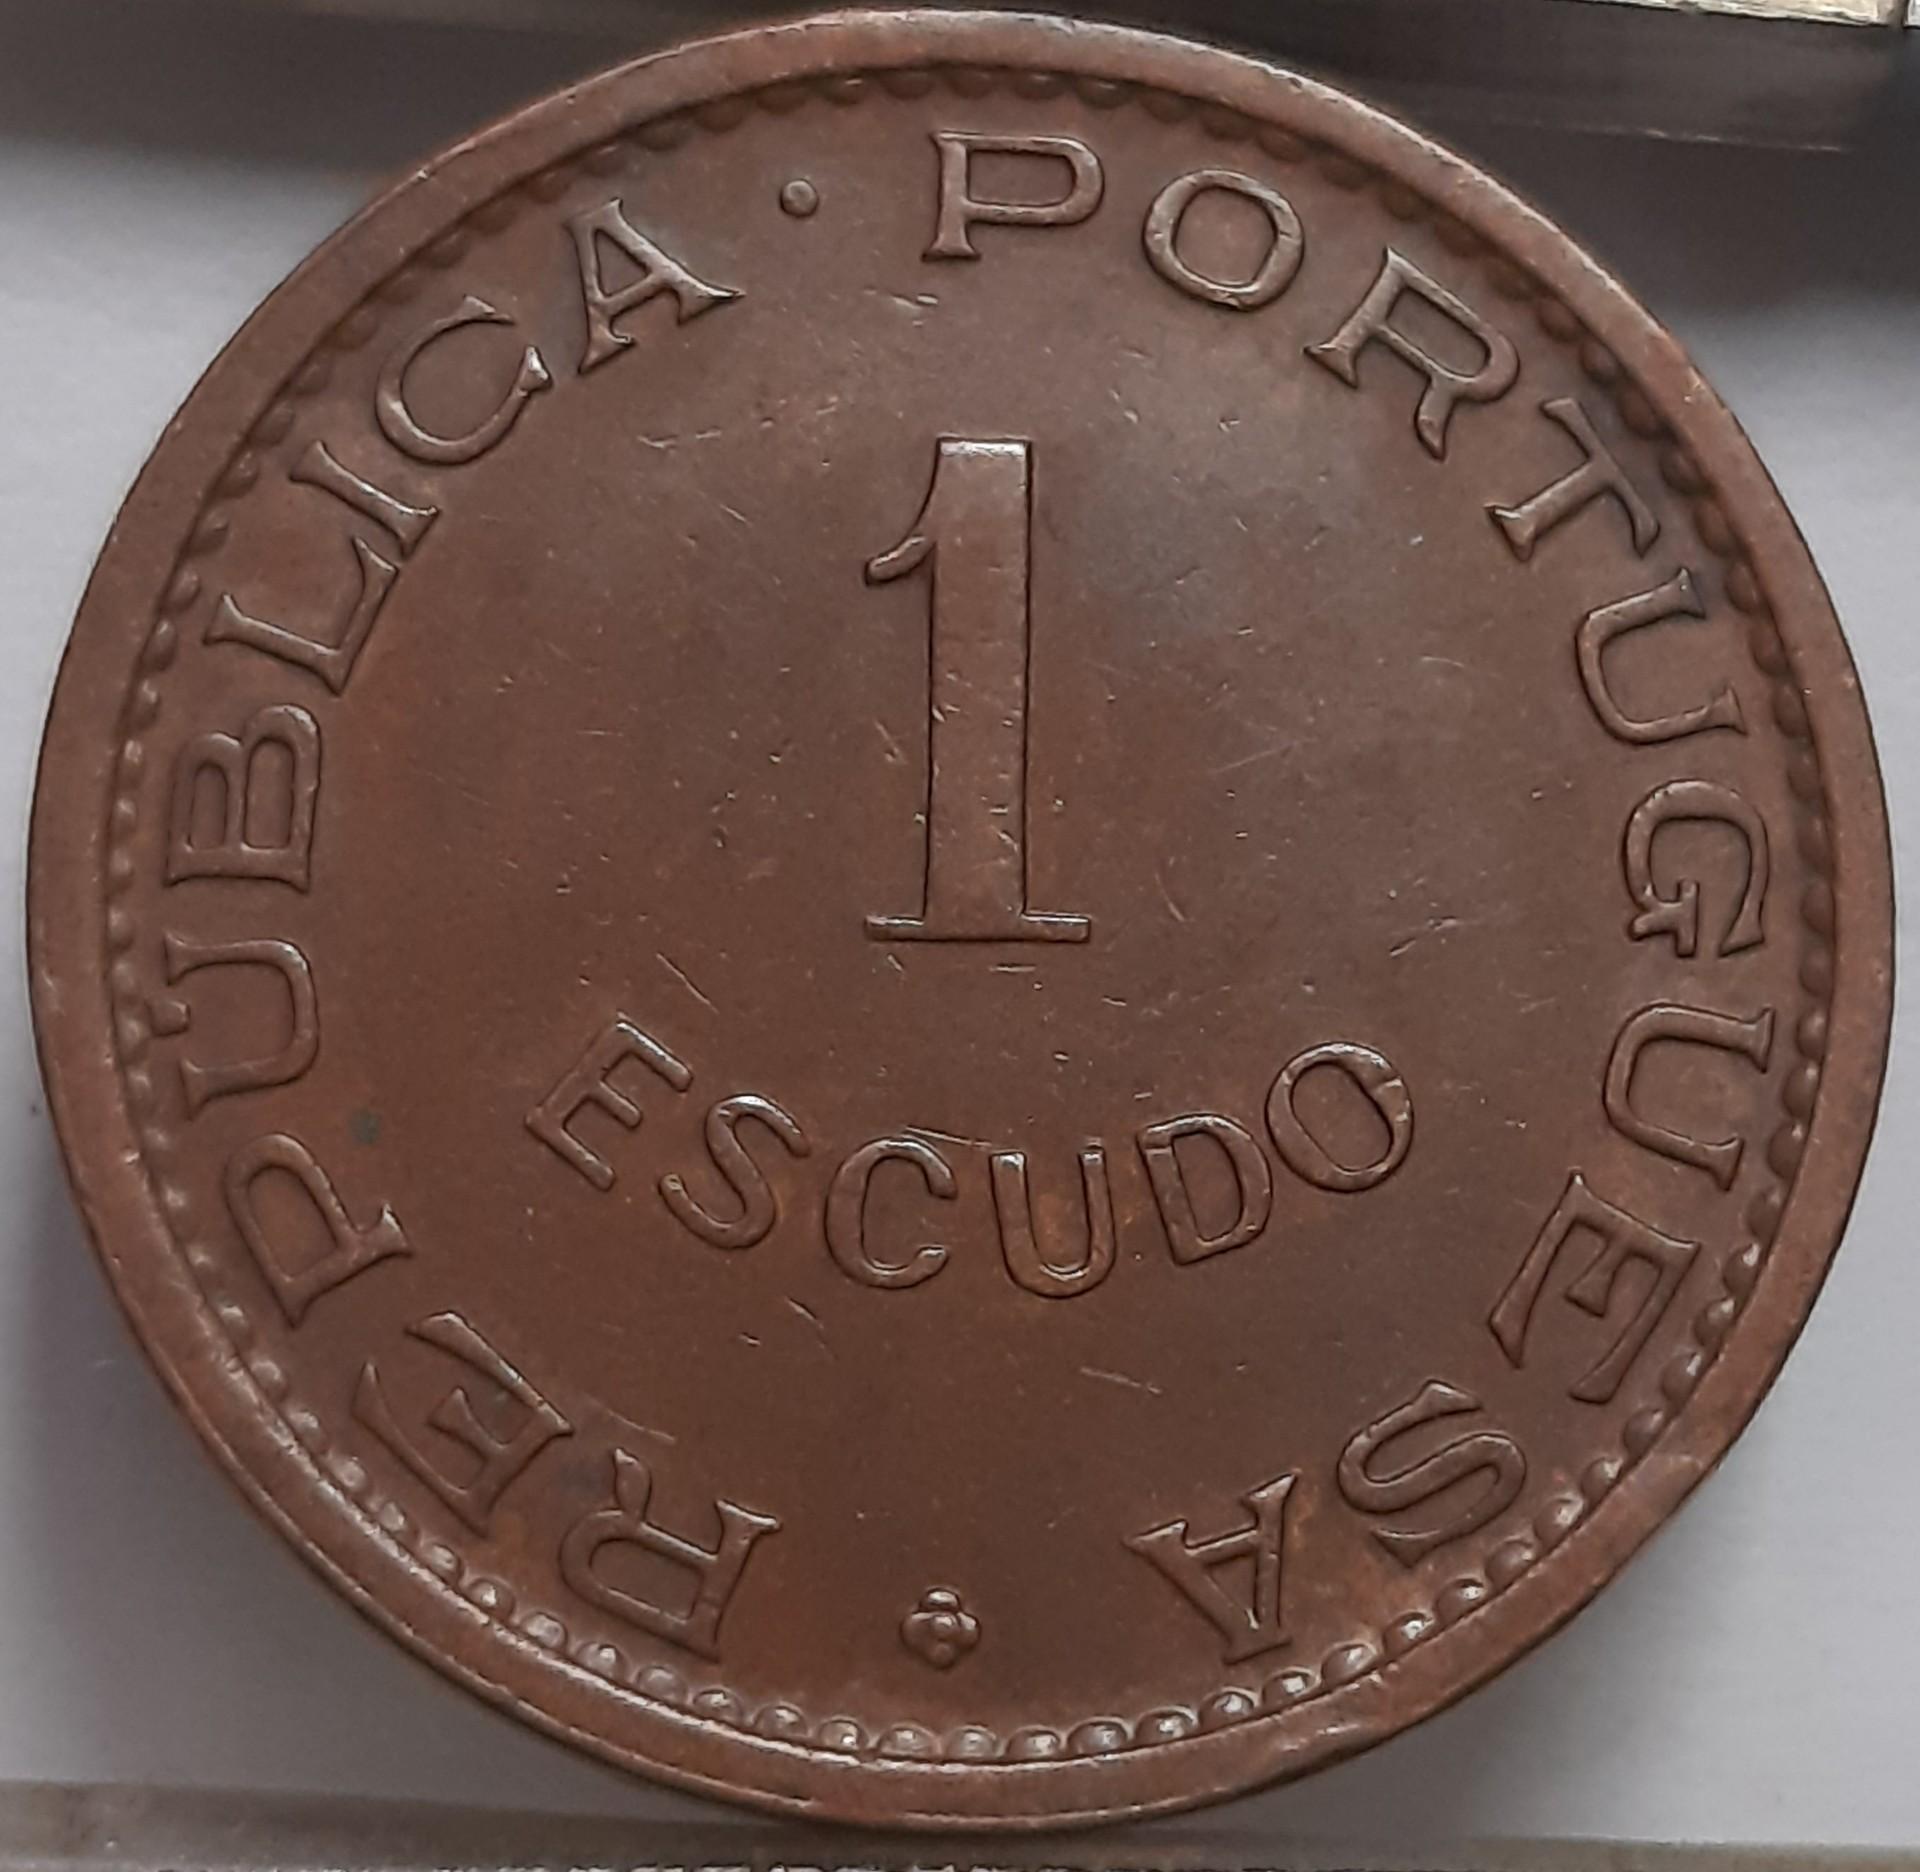 REPÚBLICA · PORTUGUESA
1
ESCUDO